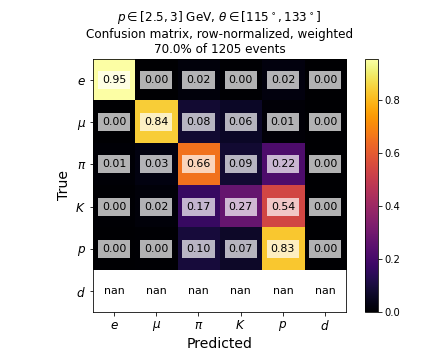 p ∈ [2.5, 3] GeV, θ ∈ [115°, 133°]
Confusion matrix, row-normalized, weighted
70.0% of 1205 events
e 0.95 0.00 0.02 0.00 0.02 0.00
μ 0.00 0.84 0.08 0.06 0.01 0.00
π 0.01 0.03 0.66 0.09 0.22 0.00
K 0.00 0.02 0.17 0.27 0.54 0.00
p 0.00 0.00 0.10 0.07 0.83 0.00
d nan nan nan nan nan nan
e μ π K p d
Predicted
True
0.8
0.6
0.4
0.2
0.0